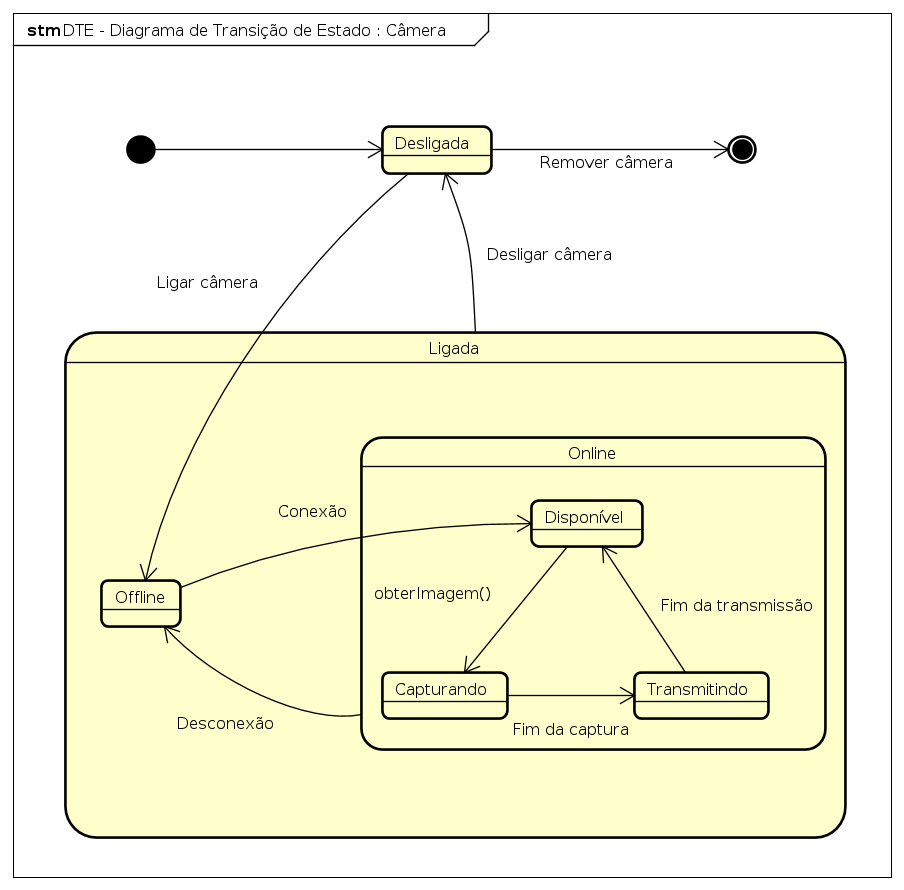 stm DTE - Diagrama de Transição de Estado : Câmera
Desligada
Remover câmera
Desligar câmera
Ligar câmera
Ligada
Online
Conexão
Disponível
obterImagem()
Offline
Fim da transmissão
Capturando
Transmitindo
Desconexão
Fim da captura